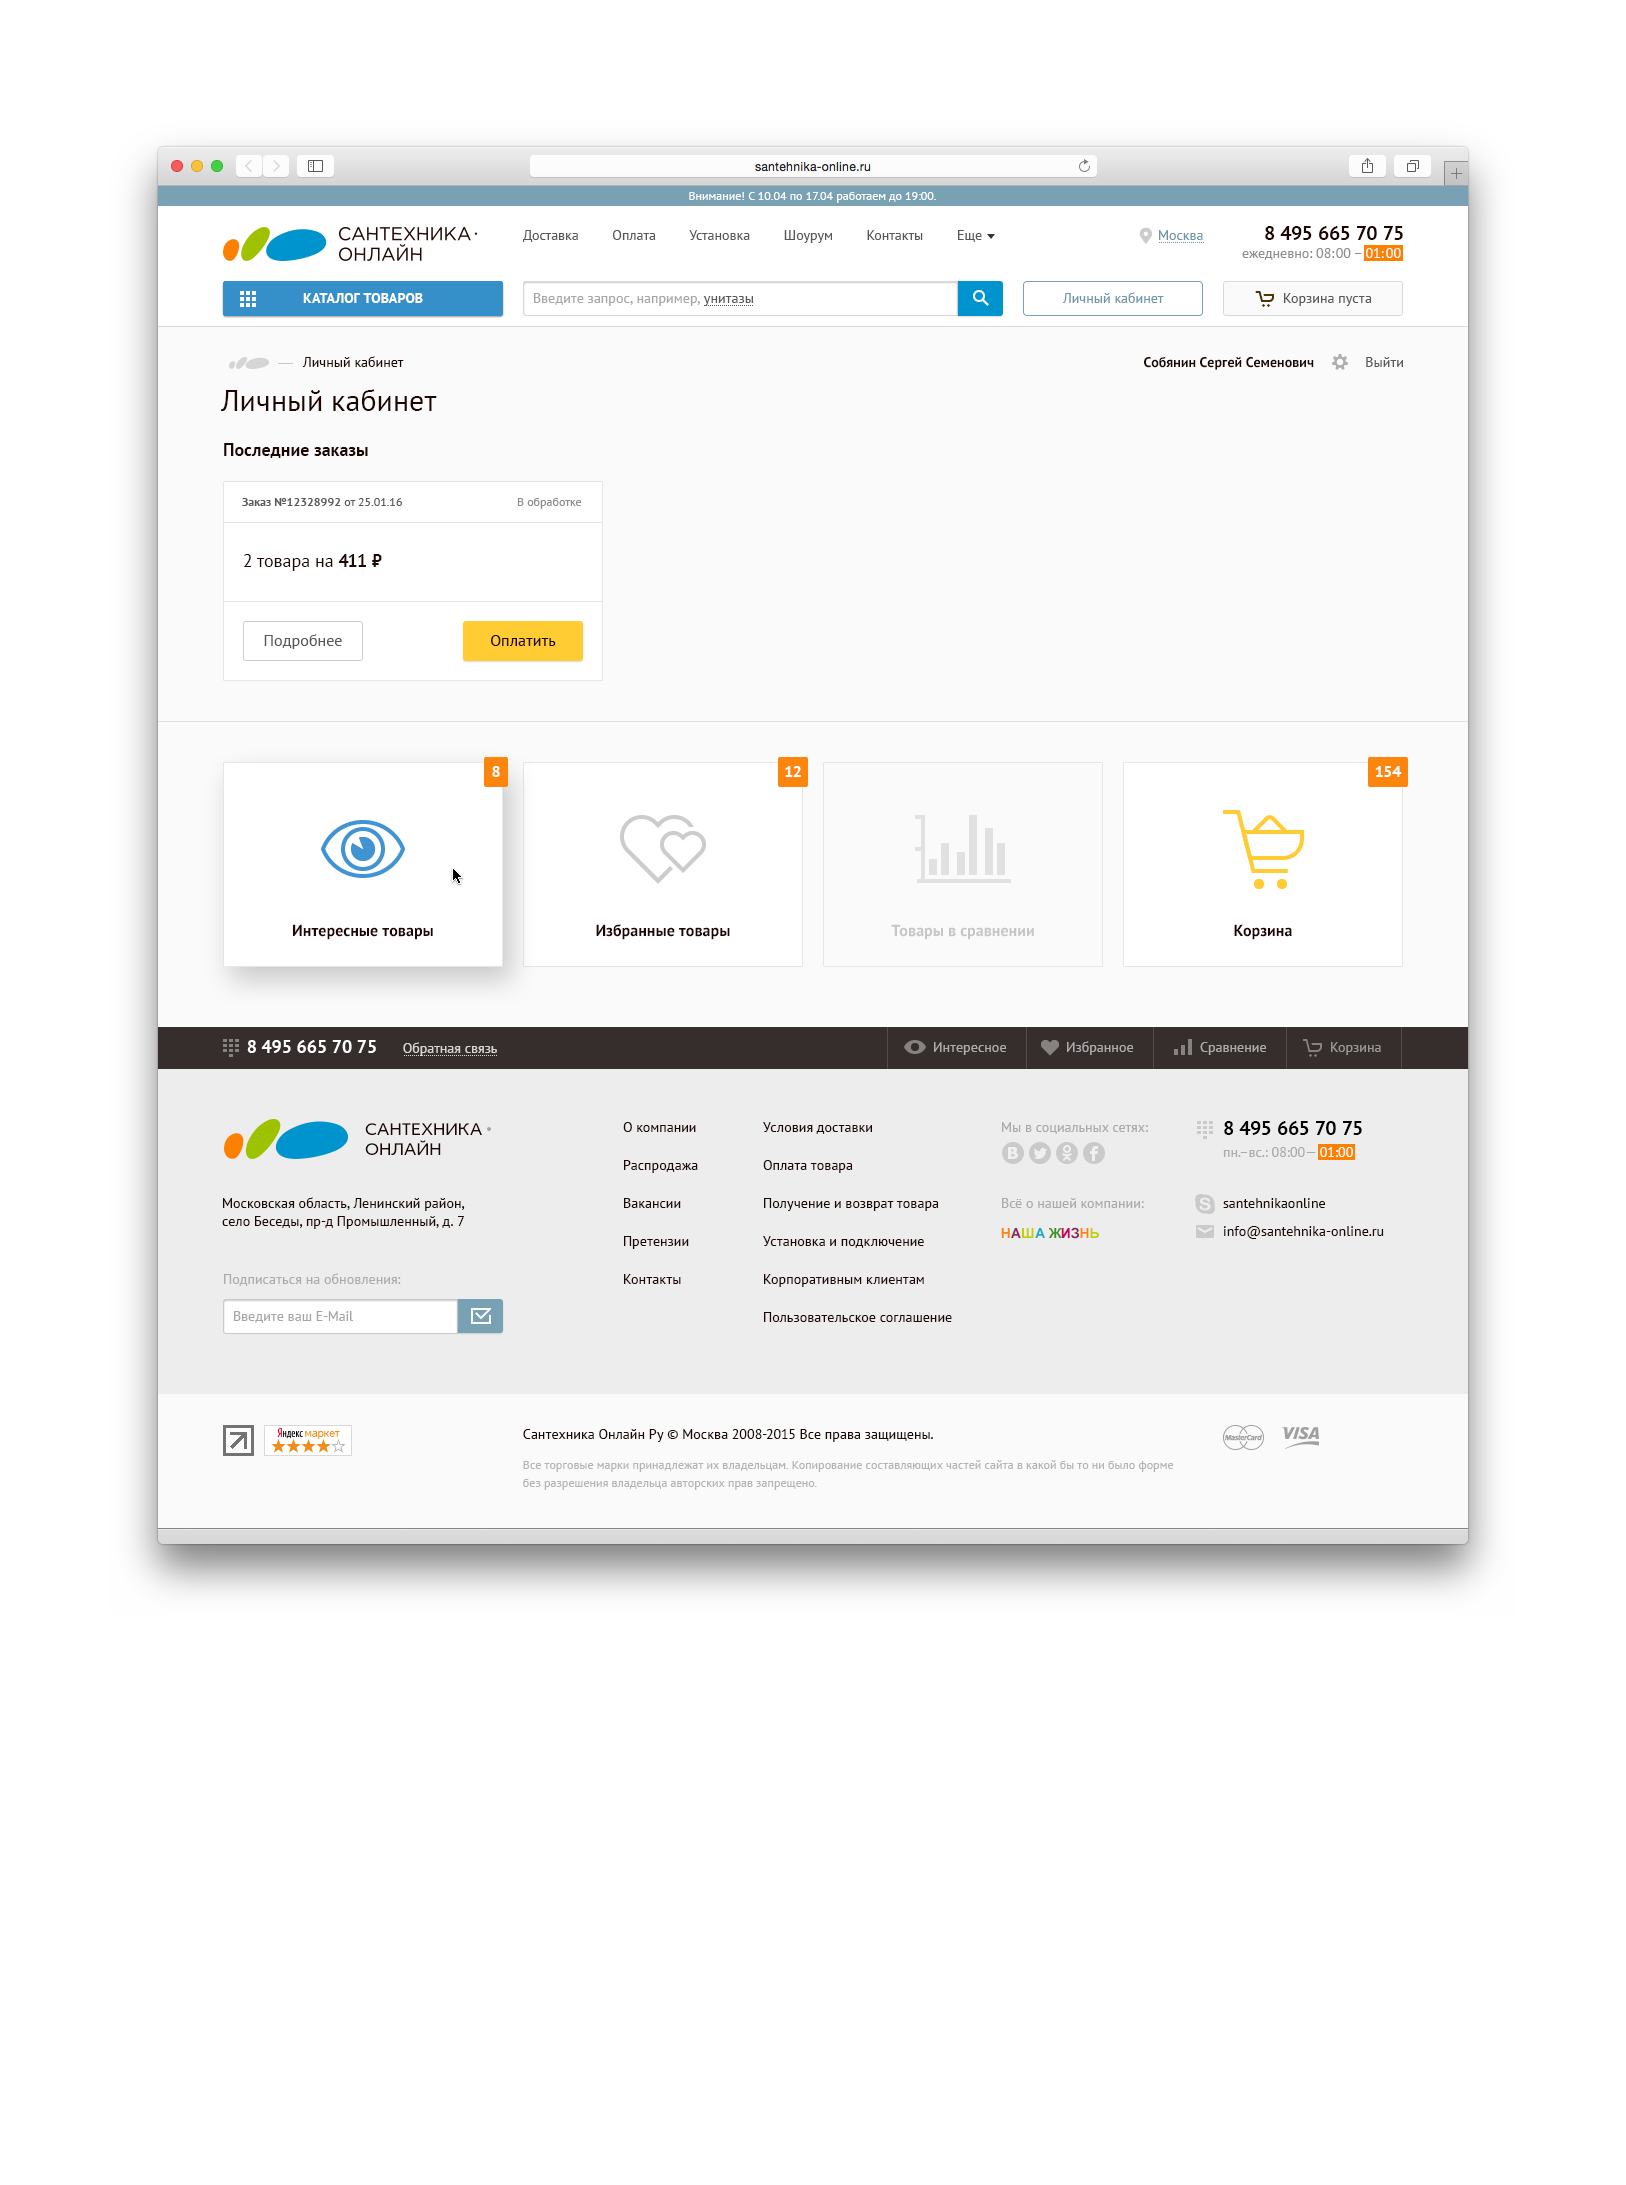 santehnika-online.ru
Внимание! С 10.04 по 17.04 работаем до 19:00.
САНТЕХНИКА·
ОНЛАЙН
Доставка Оплата Установка Шоурум Контакты Еще
Москва
8 495 665 70 75
ежедневно: 08:00 – 01:00
КАТАЛОГ ТОВАРОВ
Введите запрос, например, унитазы
Личный кабинет
Корзина пуста
Личный кабинет
Собянин Сергей Семенович Выйти
Личный кабинет
Последние заказы
Заказ №12328992 от 25.01.16 В обработке
2 товара на 411 ₽
Подробнее Оплатить
8
12
154
Интересные товары
Избранные товары
Товары в сравнении
Корзина
8 495 665 70 75 Обратная связь
Интересное Избранное Сравнение Корзина
САНТЕХНИКА·
ОНЛАЙН
Московская область, Ленинский район,
село Беседы, пр-д Промышленный, д. 7
Подписаться на обновления:
Введите ваш E-Mail
О компании
Распродажа
Вакансии
Претензии
Контакты
Условия доставки
Оплата товара
Получение и возврат товара
Установка и подключение
Корпоративным клиентам
Пользовательское соглашение
Мы в социальных сетях:
Всё о нашей компании:
НАША ЖИЗНЬ
8 495 665 70 75
пн.–вс.: 08:00 — 01:00
santehnikaonline
info@santehnika-online.ru
Яндекс маркет
Сантехника Онлайн Ру © Москва 2008-2015 Все права защищены.
Все торговые марки принадлежат их владельцам. Копирование составляющих частей сайта в какой бы то ни было форме
без разрешения владельца авторских прав запрещено.
MasterCard VISA